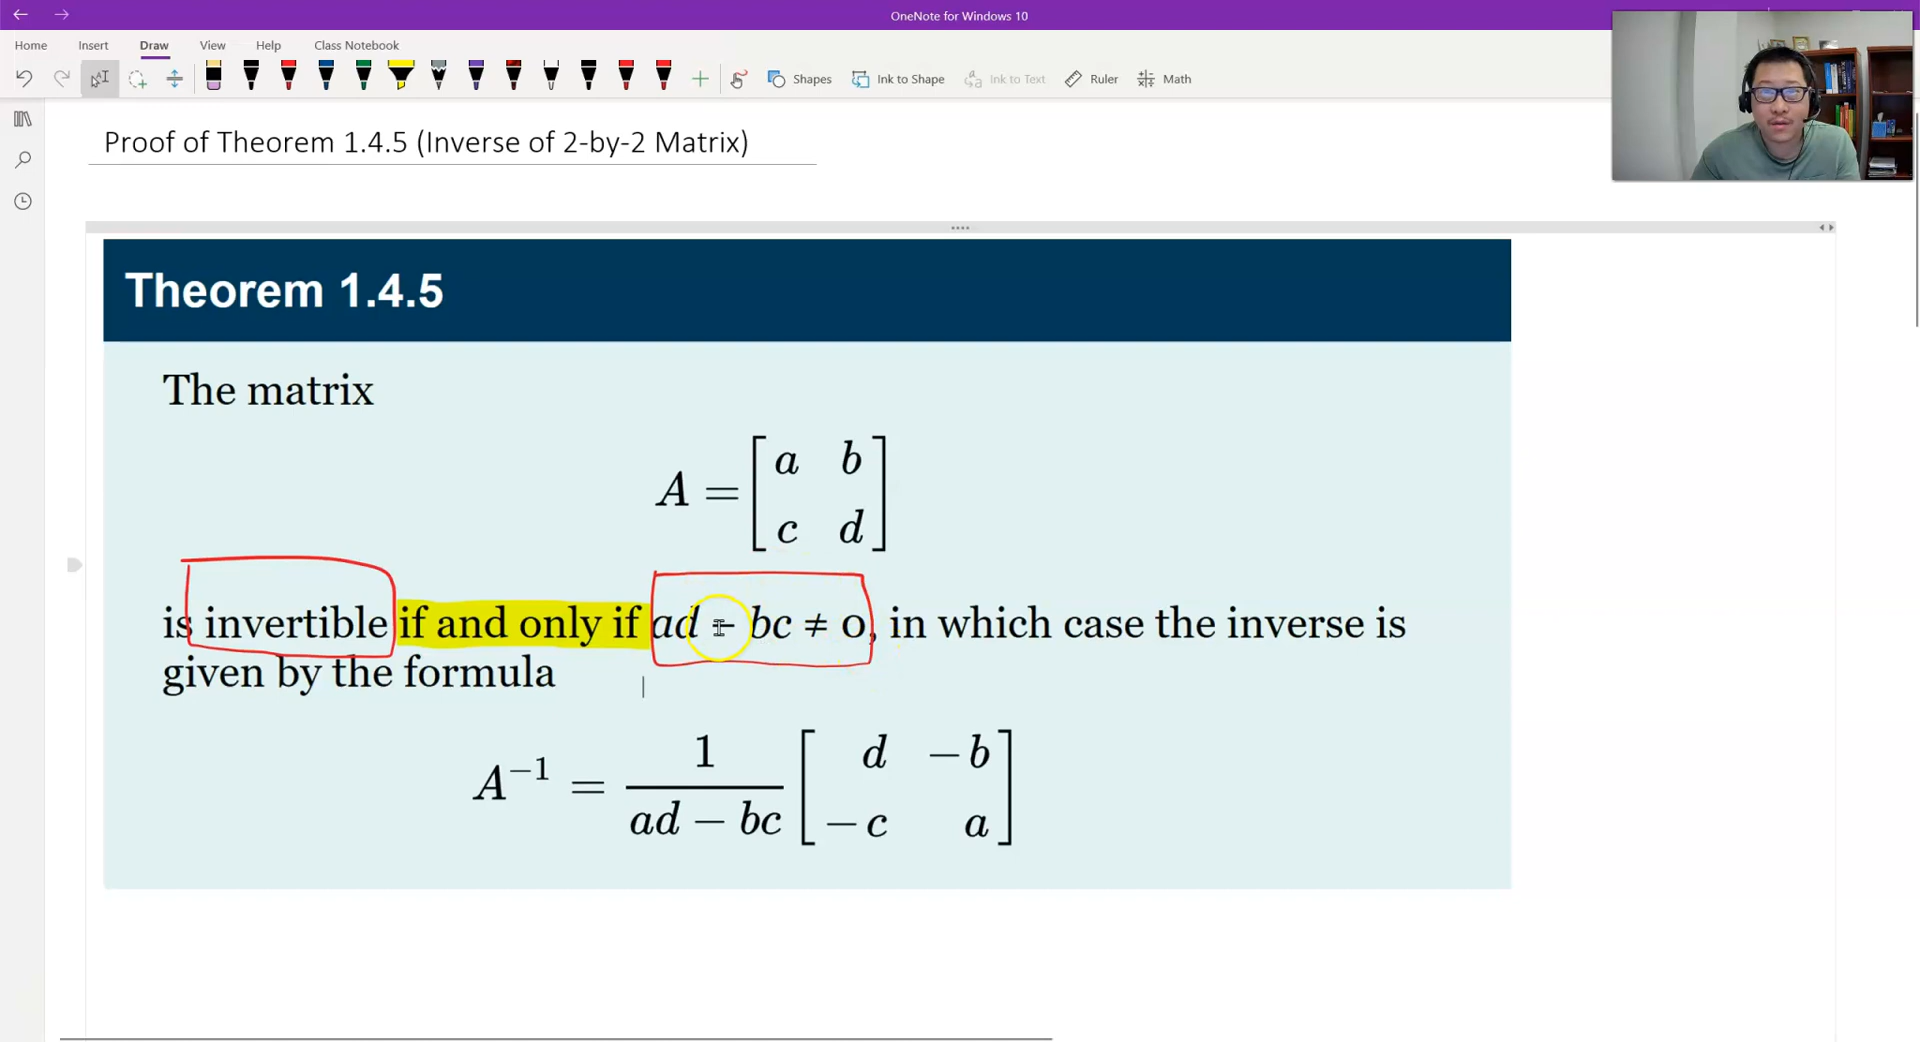 OneNote for Windows 10
Home Insert Draw View Help Class Notebook
Shapes Ink to Shape Ink to Text Ruler Math
Proof of Theorem 1.4.5 (Inverse of 2-by-2 Matrix)
Theorem 1.4.5
The matrix
A = [ a b
c d ]
is invertible if and only if ad − bc ≠ 0, in which case the inverse is
given by the formula
A⁻¹ = 1 / (ad − bc) [ d −b
−c a ]